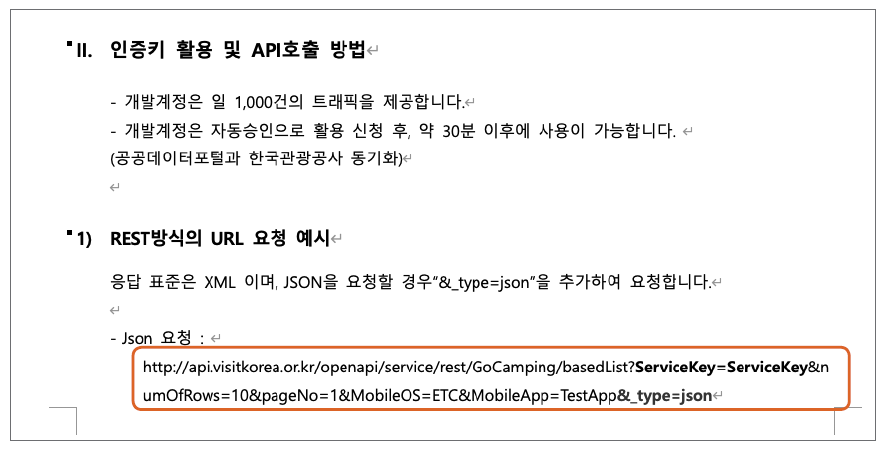 II. 인증키 활용 및 API호출 방법
- 개발계정은 일 1,000건의 트래픽을 제공합니다.
- 개발계정은 자동승인으로 활용 신청 후, 약 30분 이후에 사용이 가능합니다.
(공공데이터포털과 한국관광공사 동기화)
1) REST방식의 URL 요청 예시
응답 표준은 XML 이며, JSON을 요청할 경우“&_type=json”을 추가하여 요청합니다.
- Json 요청 :
http://api.visitkorea.or.kr/openapi/service/rest/GoCamping/basedList?ServiceKey=ServiceKey&n
umOfRows=10&pageNo=1&MobileOS=ETC&MobileApp=TestApp&_type=json